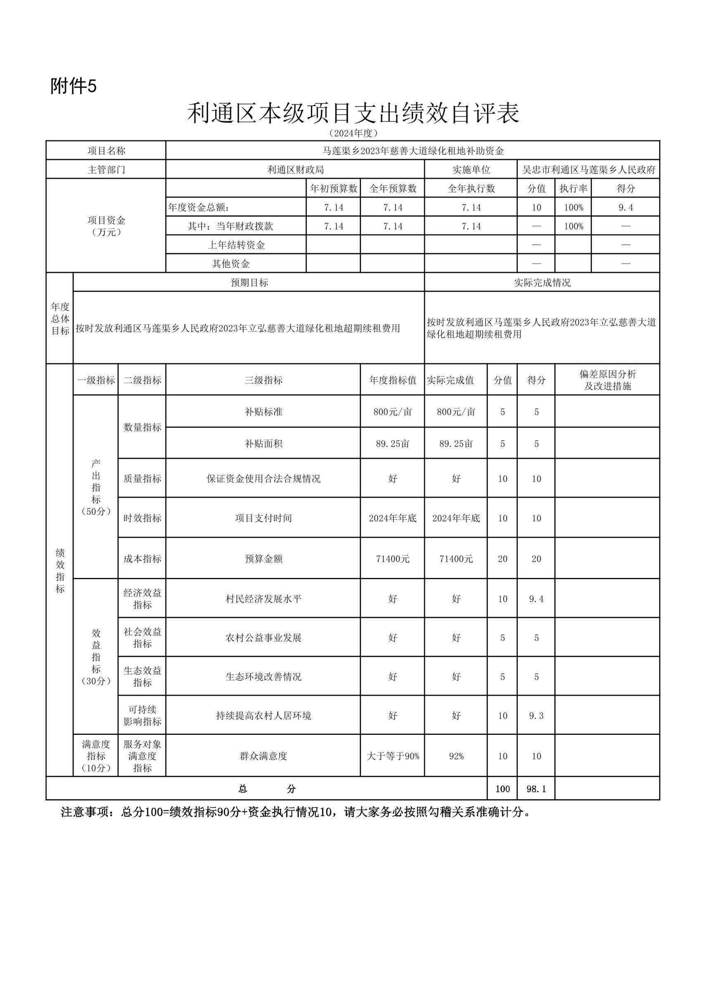 附件5
利通区本级项目支出绩效自评表
（2024年度）
项目名称 马莲渠乡2023年慈善大道绿化租地补助资金
主管部门 利通区财政局 实施单位 吴忠市利通区马莲渠乡人民政府
项目资金
（万元）
年初预算数 全年预算数 全年执行数 分值 执行率 得分
年度资金总额： 7.14 7.14 7.14 10 100% 9.4
其中：当年财政拨款 7.14 7.14 7.14 — 100% —
上年结转资金 — —
其他资金 — —
年度
总体
目标
预期目标 实际完成情况
按时发放利通区马莲渠乡人民政府2023年立弘慈善大道绿化租地超期续租费用
按时发放利通区马莲渠乡人民政府2023年立弘慈善大道
绿化租地超期续租费用
绩
效
指
标
一级指标 二级指标 三级指标 年度指标值 实际完成值 分值 得分 偏差原因分析
及改进措施
产
出
指
标
（50分）
数量指标
补贴标准 800元/亩 800元/亩 5 5
补贴面积 89.25亩 89.25亩 5 5
质量指标 保证资金使用合法合规情况 好 好 10 10
时效指标 项目支付时间 2024年年底 2024年年底 10 10
成本指标 预算金额 71400元 71400元 20 20
效
益
指
标
（30分）
经济效益
指标
村民经济发展水平 好 好 10 9.4
社会效益
指标
农村公益事业发展 好 好 5 5
生态效益
指标
生态环境改善情况 好 好 5 5
可持续
影响指标
持续提高农村人居环境 好 好 10 9.3
满意度
指标
（10分）
服务对象
满意度
指标
群众满意度 大于等于90% 92% 10 10
总 分 100 98.1
注意事项：总分100=绩效指标90分+资金执行情况10，请大家务必按照勾稽关系准确计分。